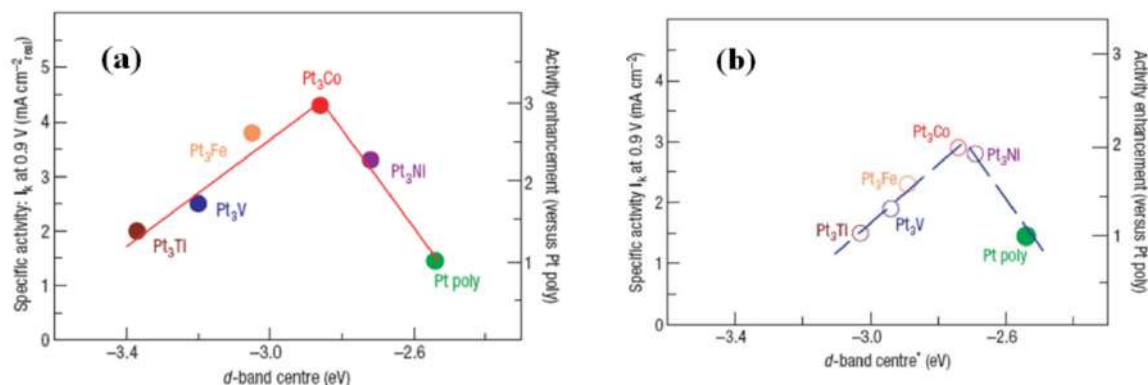 (a)
Specific activity: Iₖ at 0.9 V (mA cm⁻²real)
5
4
3
2
1
0
Pt₃Co
Pt₃Fe
Pt₃Ni
Pt₃V
Pt₃Ti
Pt poly
3
2
1
Activity enhancement (versus Pt poly)
−3.4
−3.0
−2.6
d-band centre (eV)
(b)
Specific activity Iₖ at 0.9 V (mA cm⁻²)
4
3
2
1
0
Pt₃Co
Pt₃Ni
Pt₃Fe
Pt₃V
Pt₃Ti
Pt poly
3
2
1
Activity enhancement (versus Pt poly)
−3.4
−3.0
−2.6
d-band centre* (eV)